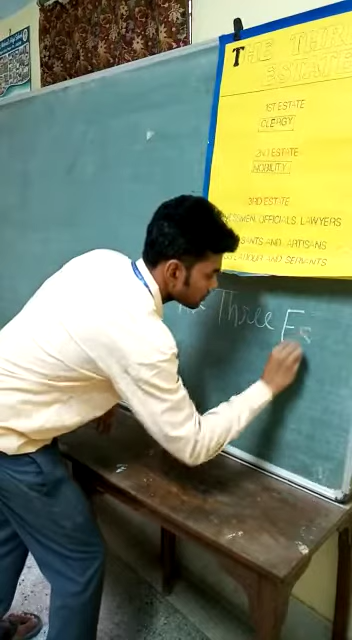 THE THREE
ESTATES
1ST ESTATE
CLERGY
2ND ESTATE
NOBILITY
3RD ESTATE
OFFICIALS, LAWYERS
AND ARTISANS
AND SERVANTS
Three Es